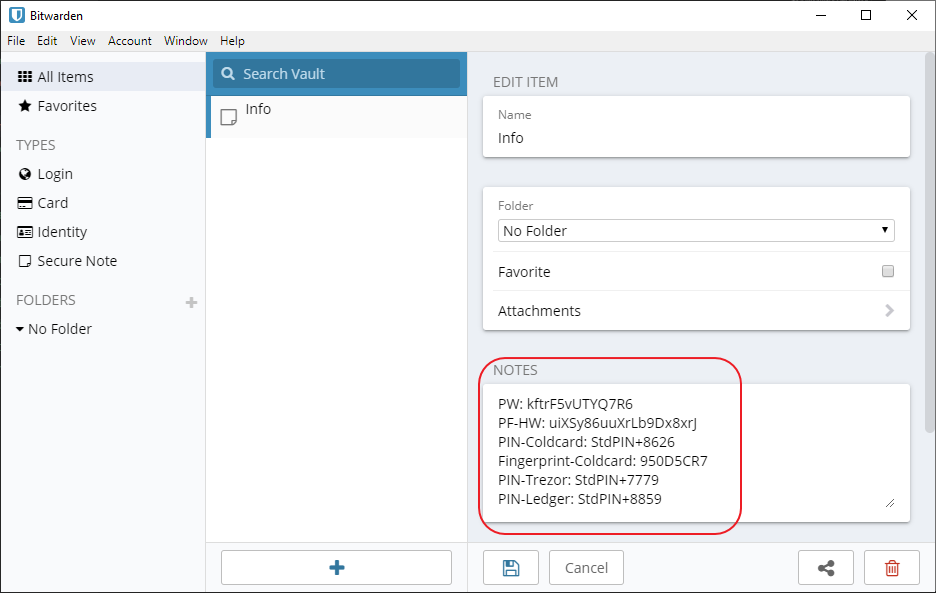 Bitwarden
File Edit View Account Window Help
All Items
Favorites
TYPES
Login
Card
Identity
Secure Note
FOLDERS
No Folder
Search Vault
Info
EDIT ITEM
Name
Info
Folder
No Folder
Favorite
Attachments
NOTES
PW: kftrF5vUTYQ7R6
PF-HW: uiXSy86uuXrLb9Dx8xrJ
PIN-Coldcard: StdPIN+8626
Fingerprint-Coldcard: 950D5CR7
PIN-Trezor: StdPIN+7779
PIN-Ledger: StdPIN+8859
Cancel